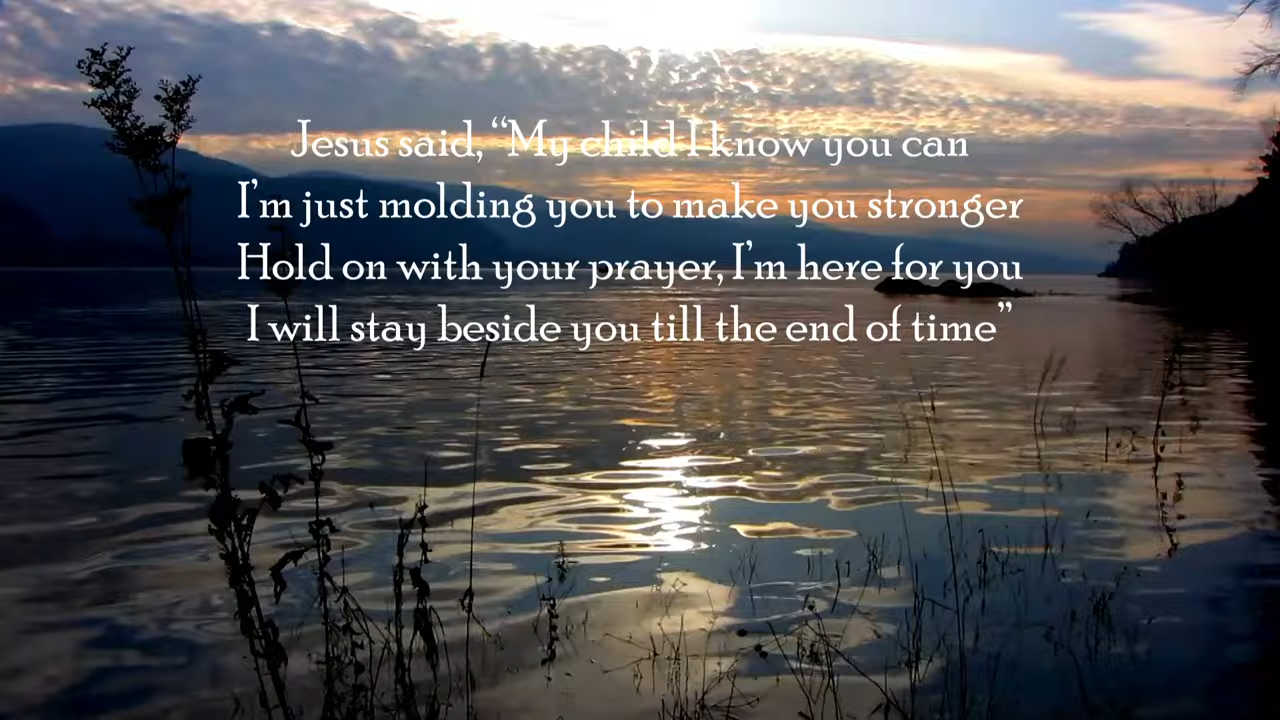 Jesus said, “My child I know you can
I’m just molding you to make you stronger
Hold on with your prayer, I’m here for you
I will stay beside you till the end of time”